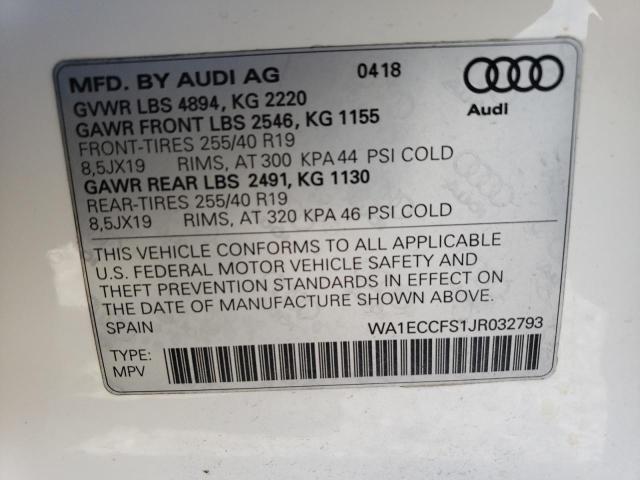 MFD. BY AUDI AG 0418
GVWR LBS 4894, KG 2220
GAWR FRONT LBS 2546, KG 1155
FRONT-TIRES 255/40 R19
8,5JX19 RIMS, AT 300 KPA 44 PSI COLD
GAWR REAR LBS 2491, KG 1130
REAR-TIRES 255/40 R19
8,5JX19 RIMS, AT 320 KPA 46 PSI COLD
Audi
THIS VEHICLE CONFORMS TO ALL APPLICABLE
U.S. FEDERAL MOTOR VEHICLE SAFETY AND
THEFT PREVENTION STANDARDS IN EFFECT ON
THE DATE OF MANUFACTURE SHOWN ABOVE.
SPAIN WA1ECCFS1JR032793
TYPE:
MPV